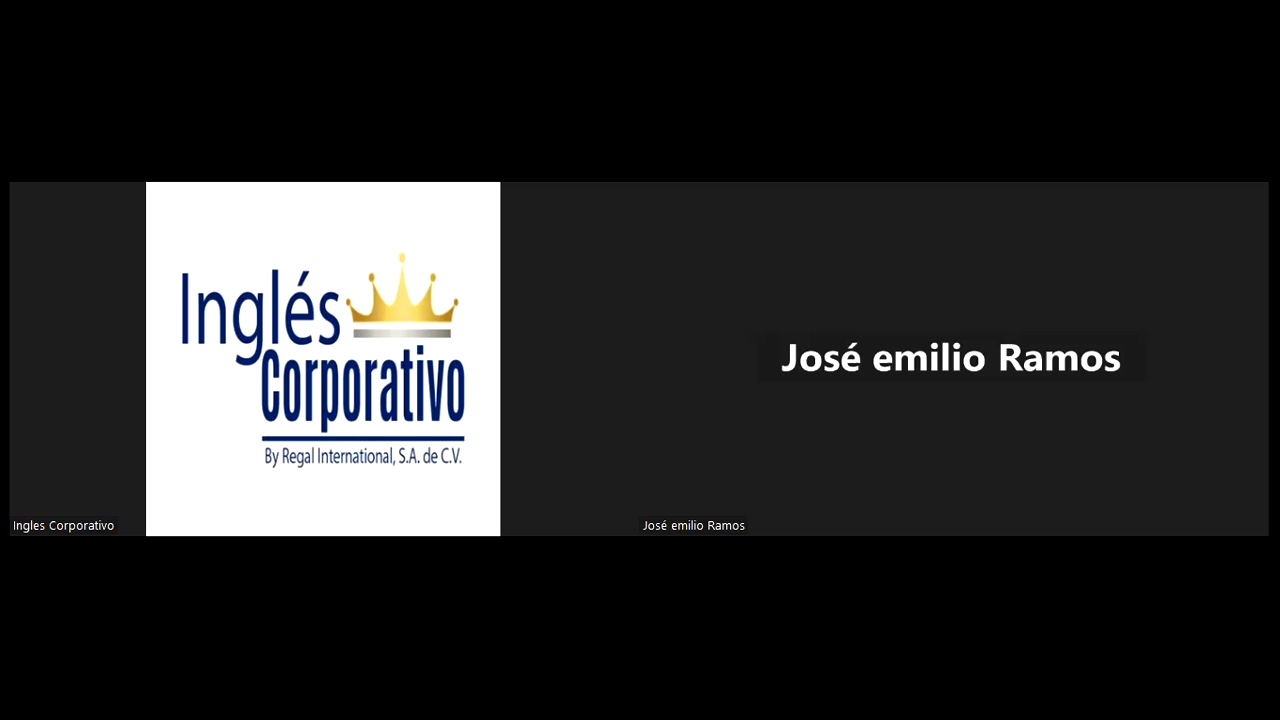 Inglés
Corporativo
By Regal International, S.A. de C.V.
José emilio Ramos
Ingles Corporativo
José emilio Ramos